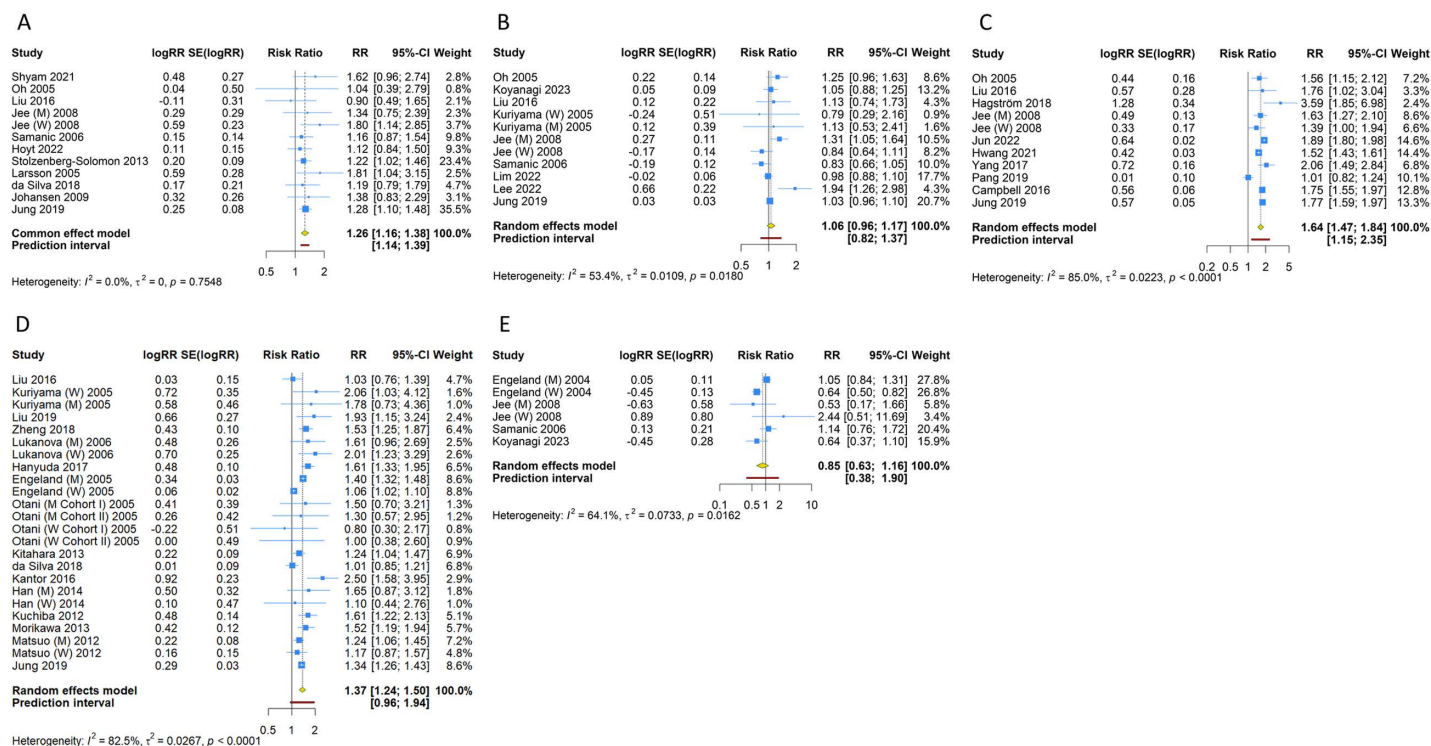 A
Study logRR SE(logRR) Risk Ratio RR 95%-CI Weight
Shyam 2021 0.48 0.27 1.62 [0.96; 2.74] 2.8%
Oh 2005 0.04 0.50 1.04 [0.39; 2.79] 0.8%
Liu 2016 -0.11 0.31 0.90 [0.49; 1.65] 2.1%
Jee (M) 2008 0.29 0.29 1.34 [0.75; 2.39] 2.4%
Jee (W) 2008 0.59 0.23 1.80 [1.14; 2.85] 3.7%
Samanic 2006 0.15 0.14 1.16 [0.87; 1.54] 9.8%
Hoyt 2022 0.11 0.15 1.12 [0.84; 1.50] 9.1%
Stolzenberg-Solomon 2013 0.20 0.09 1.22 [1.02; 1.46] 23.4%
Larsson 2005 0.59 0.28 1.81 [1.04; 3.15] 2.5%
da Silva 2018 0.17 0.21 1.19 [0.79; 1.79] 4.7%
Johansen 2009 0.32 0.26 1.38 [0.83; 2.29] 3.1%
Jung 2019 0.25 0.08 1.28 [1.10; 1.48] 35.5%
Common effect model 1.26 [1.16; 1.38] 100.0%
Prediction interval [1.14; 1.39]
0.5 1 2
Heterogeneity: I² = 0.0%, τ² = 0, p = 0.7548
B
Study logRR SE(logRR) Risk Ratio RR 95%-CI Weight
Oh 2005 0.22 0.14 1.25 [0.96; 1.63] 8.6%
Koyanagi 2023 0.05 0.09 1.05 [0.88; 1.25] 13.2%
Liu 2016 0.12 0.22 1.13 [0.74; 1.73] 4.3%
Kuriyama (W) 2005 -0.24 0.51 0.79 [0.29; 2.16] 0.9%
Kuriyama (M) 2005 0.12 0.39 1.13 [0.53; 2.41] 1.6%
Jee (M) 2008 0.27 0.11 1.31 [1.05; 1.64] 10.5%
Jee (W) 2008 -0.17 0.14 0.84 [0.64; 1.11] 8.2%
Samanic 2006 -0.19 0.12 0.83 [0.66; 1.05] 10.0%
Lim 2022 -0.02 0.06 0.98 [0.88; 1.10] 17.7%
Lee 2022 0.66 0.22 1.94 [1.26; 2.98] 4.3%
Jung 2019 0.03 0.03 1.03 [0.96; 1.10] 20.7%
Random effects model 1.06 [0.96; 1.17] 100.0%
Prediction interval [0.82; 1.37]
0.5 1 2
Heterogeneity: I² = 53.4%, τ² = 0.0109, p = 0.0180
C
Study logRR SE(logRR) Risk Ratio RR 95%-CI Weight
Oh 2005 0.44 0.16 1.56 [1.15; 2.12] 7.2%
Liu 2016 0.57 0.28 1.76 [1.02; 3.04] 3.1%
Hagström 2018 1.28 0.34 3.59 [1.85; 6.98] 2.4%
Jee (M) 2008 0.49 0.13 1.63 [1.27; 2.10] 8.8%
Jee (W) 2008 0.33 0.17 1.39 [1.00; 1.94] 6.7%
Jun 2022 0.64 0.02 1.89 [1.80; 1.98] 14.6%
Hwang 2021 0.42 0.03 1.52 [1.43; 1.61] 14.4%
Yang 2017 0.72 0.16 2.06 [1.49; 2.84] 6.8%
Pang 2019 0.01 0.10 1.01 [0.82; 1.24] 10.1%
Campbell 2016 0.56 0.06 1.75 [1.55; 1.97] 12.8%
Jung 2019 0.57 0.05 1.77 [1.59; 1.97] 13.3%
Random effects model 1.64 [1.47; 1.84] 100.0%
Prediction interval [1.15; 2.35]
0.2 0.5 1 2 5
Heterogeneity: I² = 85.0%, τ² = 0.0223, p < 0.0001
D
Study logRR SE(logRR) Risk Ratio RR 95%-CI Weight
Liu 2016 0.03 0.15 1.03 [0.76; 1.39] 4.7%
Kuriyama (W) 2005 0.72 0.35 2.06 [1.03; 4.12] 1.6%
Kuriyama (M) 2005 0.58 0.46 1.78 [0.73; 4.36] 1.0%
Liu 2019 0.66 0.27 1.93 [1.15; 3.24] 2.4%
Zheng 2018 0.43 0.10 1.53 [1.25; 1.87] 6.4%
Lukanova (M) 2006 0.48 0.26 1.61 [0.96; 2.69] 2.5%
Lukanova (W) 2006 0.70 0.25 2.01 [1.23; 3.29] 2.6%
Hanyuda 2017 0.48 0.10 1.61 [1.33; 1.95] 6.5%
Engeland (M) 2005 0.34 0.03 1.40 [1.32; 1.48] 8.6%
Engeland (W) 2005 0.06 0.02 1.06 [1.02; 1.10] 8.8%
Otani (M Cohort I) 2005 0.41 0.39 1.50 [0.70; 3.21] 1.3%
Otani (M Cohort II) 2005 0.26 0.42 1.30 [0.57; 2.95] 1.2%
Otani (W Cohort I) 2005 -0.22 0.51 0.80 [0.30; 2.17] 0.8%
Otani (W Cohort II) 2005 0.00 0.49 1.00 [0.38; 2.60] 0.9%
Kitahara 2013 0.22 0.09 1.24 [1.04; 1.47] 6.9%
da Silva 2018 0.01 0.09 1.01 [0.85; 1.21] 6.8%
Kantor 2016 0.92 0.23 2.50 [1.58; 3.95] 2.9%
Han (M) 2014 0.50 0.32 1.65 [0.87; 3.12] 1.8%
Han (W) 2014 0.10 0.47 1.10 [0.44; 2.76] 1.0%
Kuchiba 2012 0.48 0.14 1.61 [1.22; 2.13] 5.1%
Morikawa 2013 0.42 0.12 1.52 [1.19; 1.94] 5.7%
Matsuo (M) 2012 0.22 0.08 1.24 [1.06; 1.45] 7.2%
Matsuo (W) 2012 0.16 0.15 1.17 [0.87; 1.57] 4.8%
Jung 2019 0.29 0.03 1.34 [1.26; 1.43] 8.6%
Random effects model 1.37 [1.24; 1.50] 100.0%
Prediction interval [0.96; 1.94]
0.5 1 2
Heterogeneity: I² = 82.5%, τ² = 0.0267, p < 0.0001
E
Study logRR SE(logRR) Risk Ratio RR 95%-CI Weight
Engeland (M) 2004 0.05 0.11 1.05 [0.84; 1.31] 27.8%
Engeland (W) 2004 -0.45 0.13 0.64 [0.50; 0.82] 26.8%
Jee (M) 2008 -0.63 0.58 0.53 [0.17; 1.66] 5.8%
Jee (W) 2008 0.89 0.80 2.44 [0.51; 11.69] 3.4%
Samanic 2006 0.13 0.21 1.14 [0.76; 1.72] 20.4%
Koyanagi 2023 -0.45 0.28 0.64 [0.37; 1.10] 15.9%
Random effects model 0.85 [0.63; 1.16] 100.0%
Prediction interval [0.38; 1.90]
0.1 0.5 1 2 10
Heterogeneity: I² = 64.1%, τ² = 0.0733, p = 0.0162